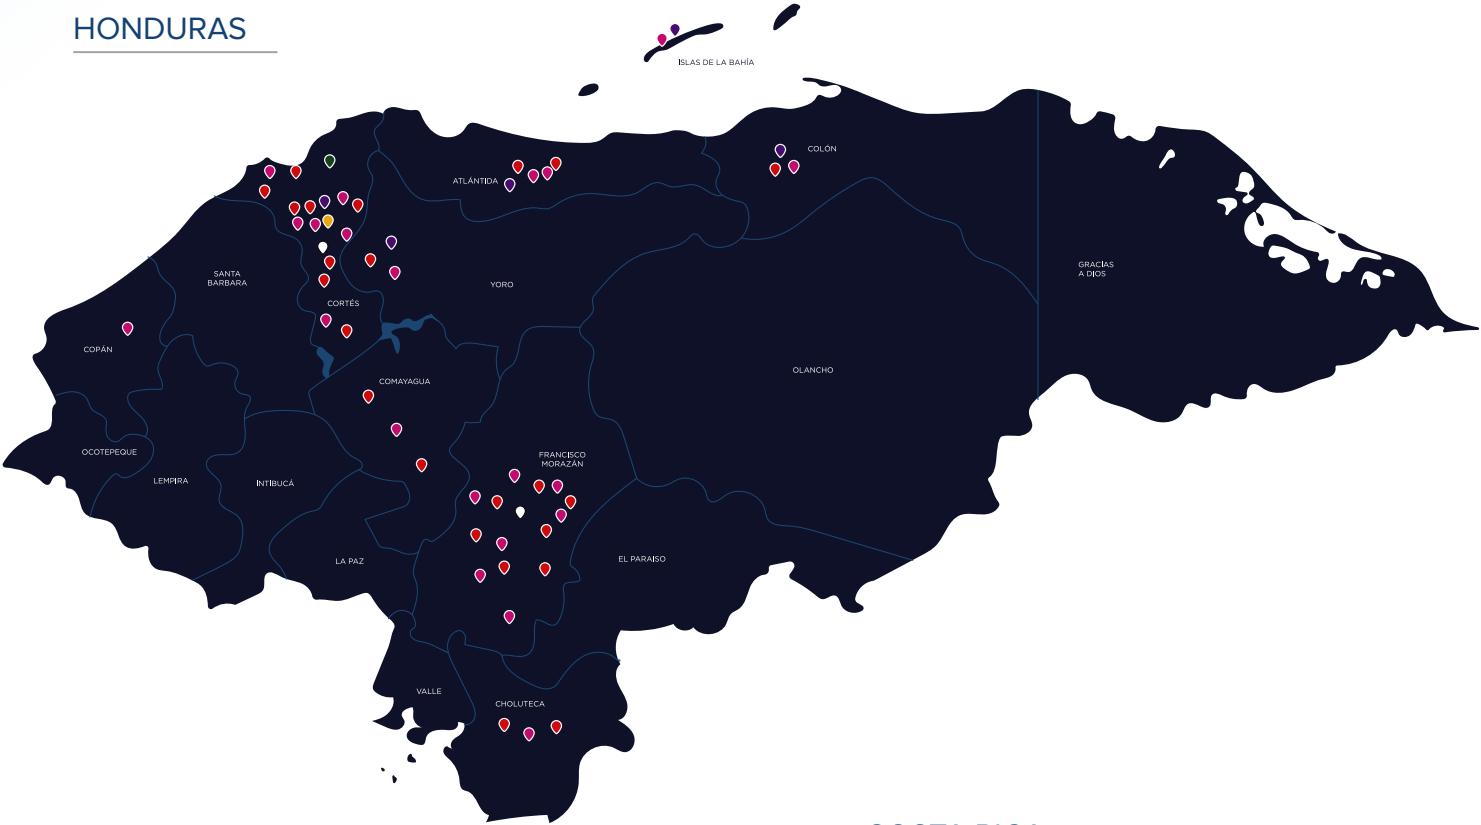 HONDURAS
ISLAS DE LA BAHÍA
COLÓN
ATLÁNTIDA
GRACÍAS
A DIOS
SANTA
BARBARA
YORO
CORTÉS
COPÁN
OLANCHO
COMAYAGUA
OCOTEPEQUE
FRANCISCO
MORAZÁN
LEMPIRA
INTIBUCÁ
LA PAZ
EL PARAISO
VALLE
CHOLUTECA